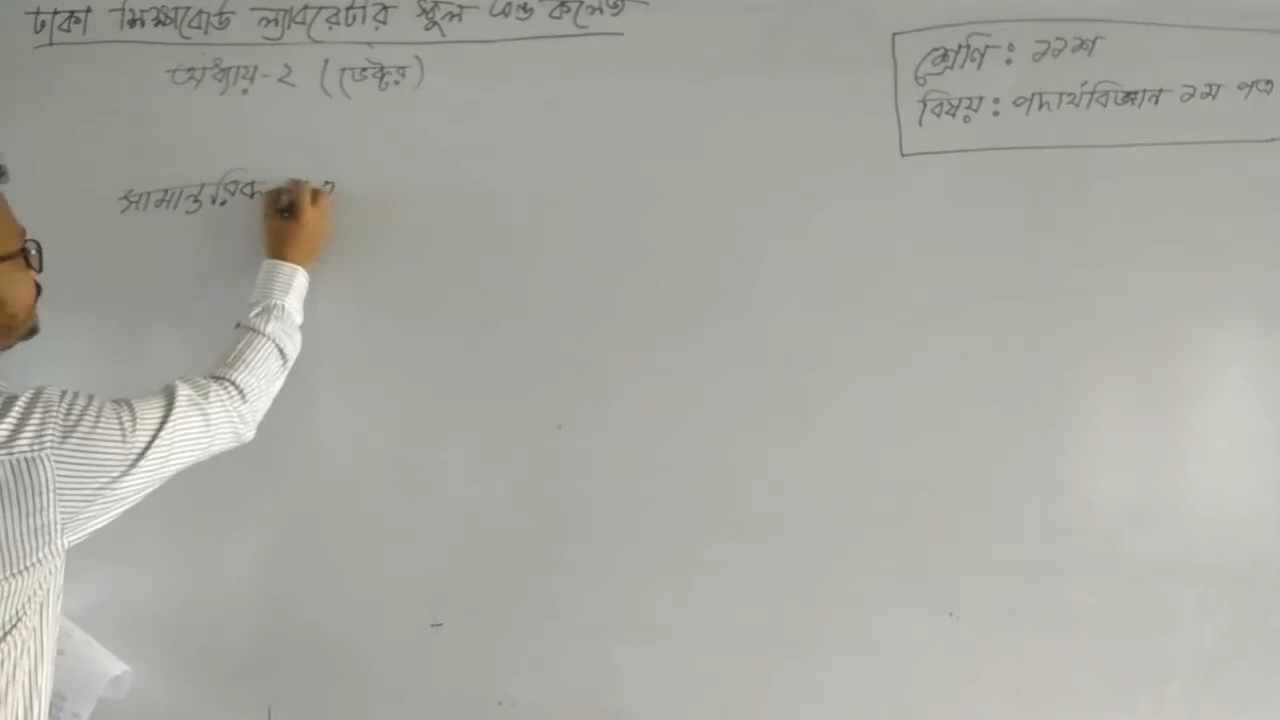 ঢাকা শিক্ষাবোর্ড ল্যাবরেটরি স্কুল এন্ড কলেজ
অধ্যায়-২ (ভেক্টর)
শ্রেণি: ১১শ
বিষয়: পদার্থবিজ্ঞান ১ম পত্র
সামান্তরিক